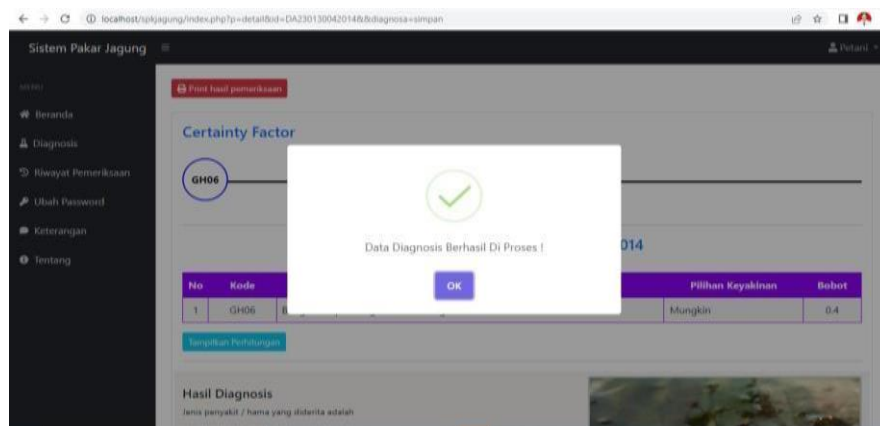 localhost/spkjagung/index.php?p=detail&id=DA230130042014&&diagnosa=simpan
Sistem Pakar Jagung
Petani1
MENU
Print hasil pemeriksaan
Beranda
Certainty Factor
Diagnosis
Riwayat Pemeriksaan
GH06
Ubah Password
Keterangan
Data Diagnosis Berhasil Di Proses !
014
Tentang
OK
No Kode Pilihan Keyakinan Bobot
1 GH06 Mungkin 0.4
Tampilkan Perhitungan
Hasil Diagnosis
Jenis penyakit / hama yang diderita adalah